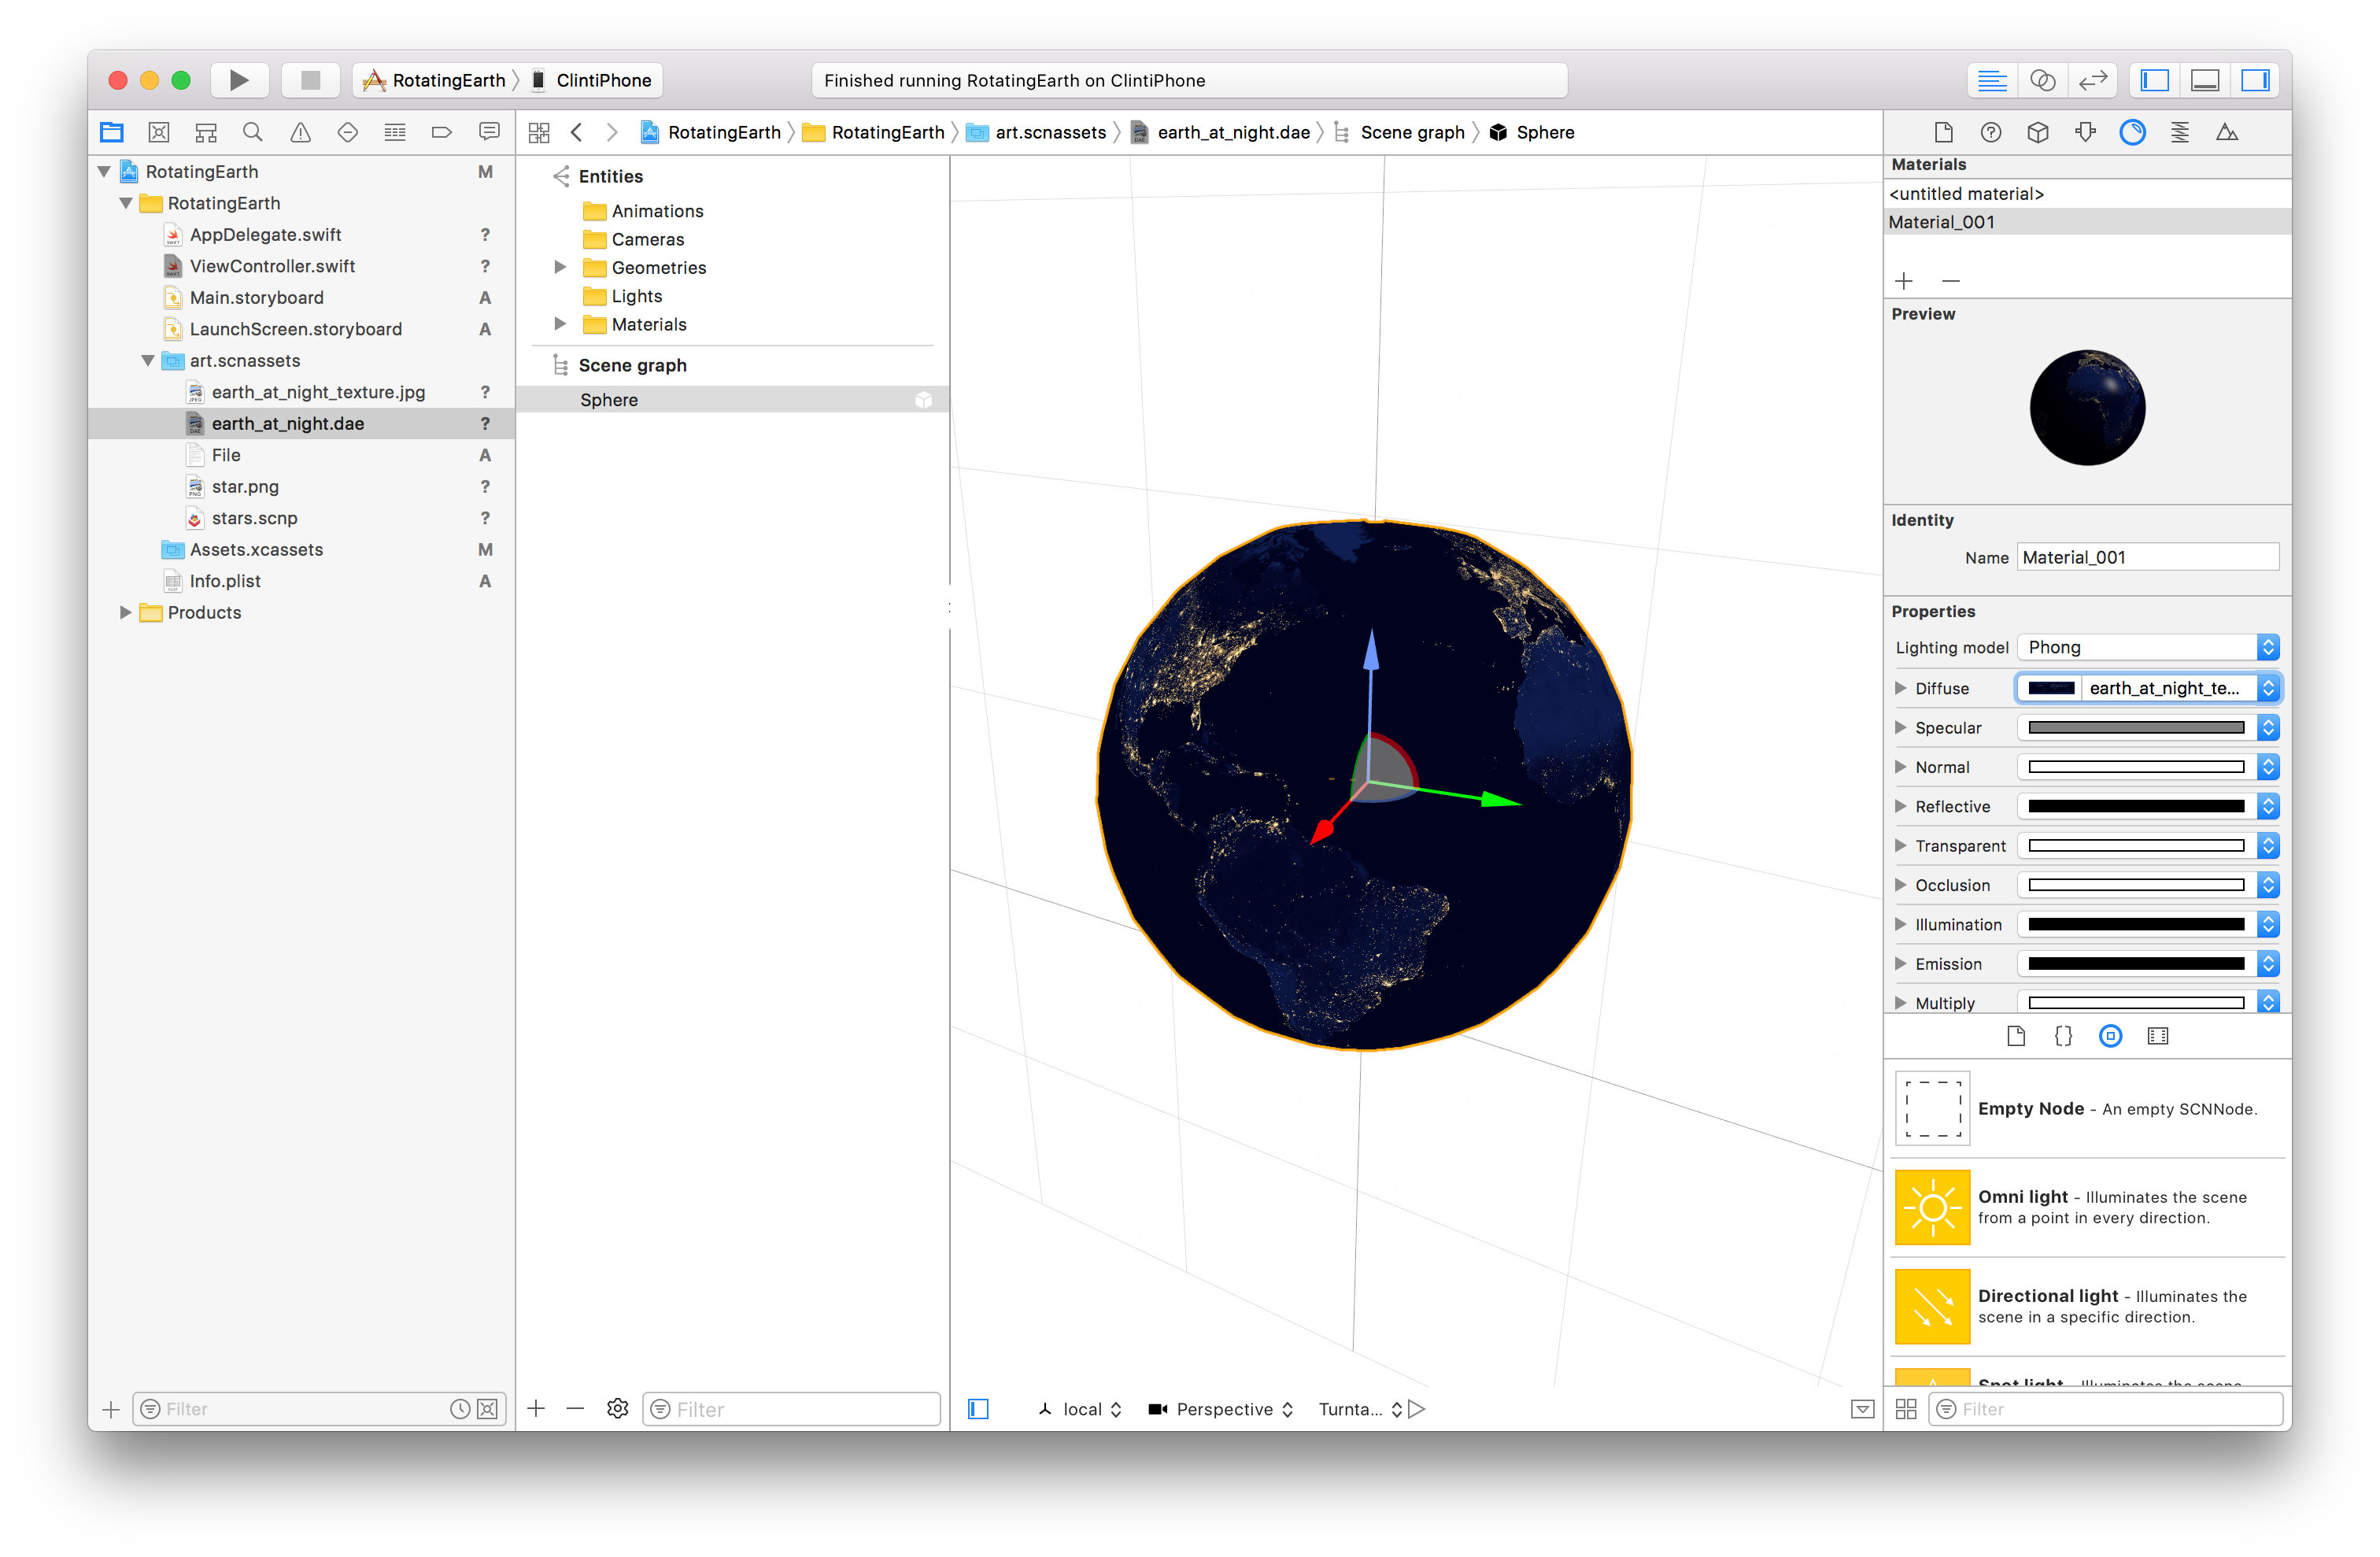 RotatingEarth ClintiPhone
Finished running RotatingEarth on ClintiPhone
RotatingEarth RotatingEarth art.scnassets earth_at_night.dae Scene graph Sphere
RotatingEarth M
RotatingEarth
AppDelegate.swift ?
ViewController.swift ?
Main.storyboard A
LaunchScreen.storyboard A
art.scnassets
earth_at_night_texture.jpg ?
earth_at_night.dae ?
File A
star.png ?
stars.scnp ?
Assets.xcassets M
Info.plist A
Products
Filter
Entities
Animations
Cameras
Geometries
Lights
Materials
Scene graph
Sphere
Filter
local Perspective Turnta...
Materials
<untitled material>
Material_001
Preview
Identity
Name Material_001
Properties
Lighting model Phong
Diffuse earth_at_night_te...
Specular
Normal
Reflective
Transparent
Occlusion
Illumination
Emission
Multiply
{}
Empty Node - An empty SCNNode.
Omni light - Illuminates the scene
from a point in every direction.
Directional light - Illuminates the
scene in a specific direction.
Spot light - Illuminates the scene
Filter